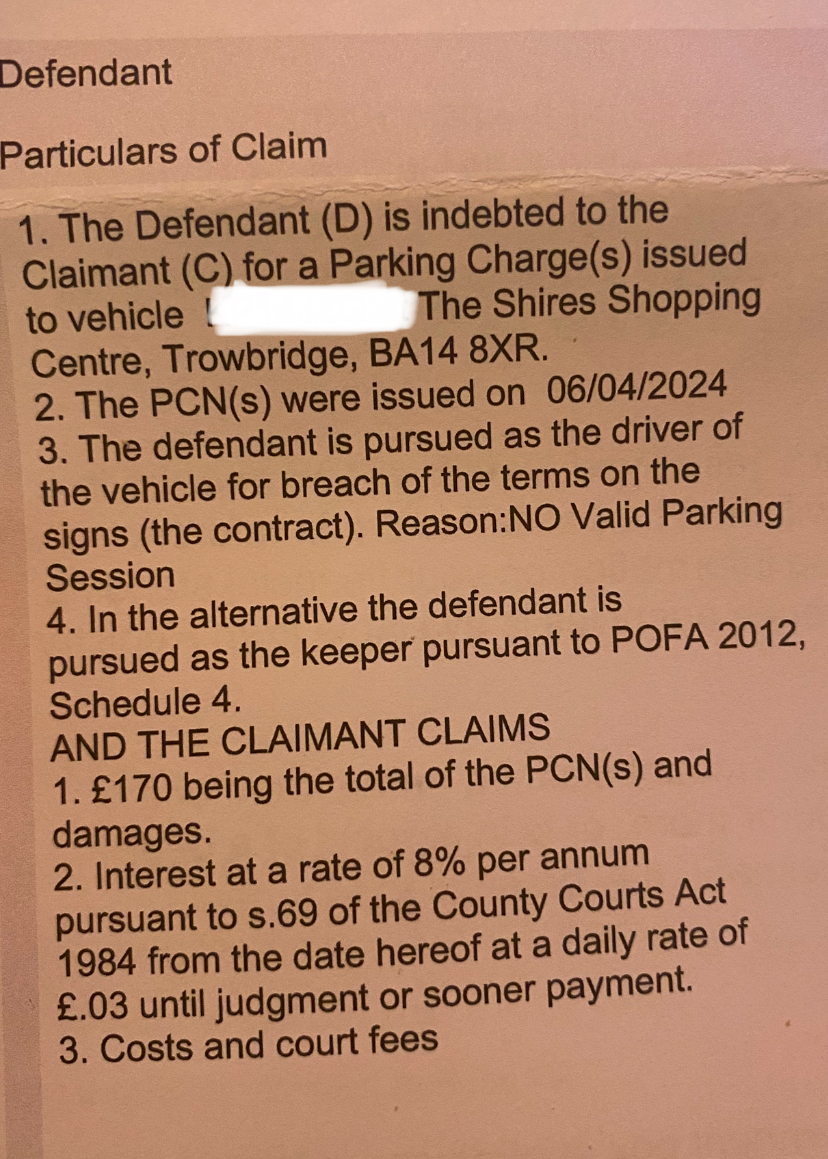 Defendant
Particulars of Claim
1. The Defendant (D) is indebted to the
Claimant (C) for a Parking Charge(s) issued
to vehicle The Shires Shopping
Centre, Trowbridge, BA14 8XR.
2. The PCN(s) were issued on 06/04/2024
3. The defendant is pursued as the driver of
the vehicle for breach of the terms on the
signs (the contract). Reason:NO Valid Parking
Session
4. In the alternative the defendant is
pursued as the keeper pursuant to POFA 2012,
Schedule 4.
AND THE CLAIMANT CLAIMS
1. £170 being the total of the PCN(s) and
damages.
2. Interest at a rate of 8% per annum
pursuant to s.69 of the County Courts Act
1984 from the date hereof at a daily rate of
£.03 until judgment or sooner payment.
3. Costs and court fees